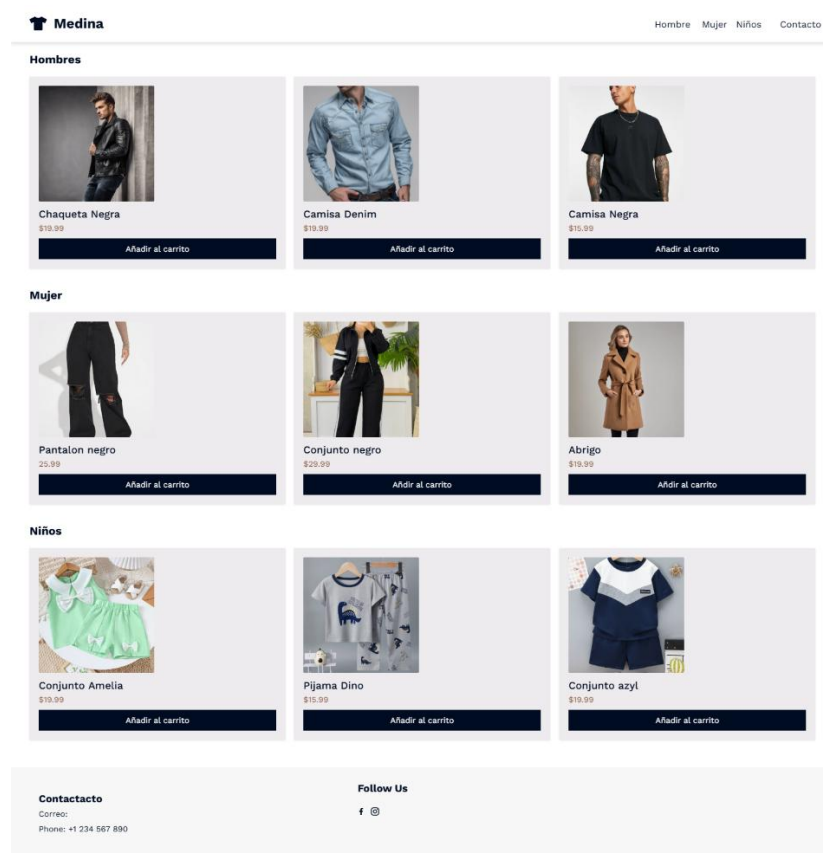 Medina
Hombre Mujer Niños Contacto
Hombres
Chaqueta Negra
$19.99
Añadir al carrito
Camisa Denim
$19.99
Añadir al carrito
Camisa Negra
$15.99
Añadir al carrito
Mujer
Pantalon negro
25.99
Añadir al carrito
Conjunto negro
$29.99
Añdir al carrito
Abrigo
$19.99
Añdir al carrito
Niños
Conjunto Amelia
$19.99
Añadir al carrito
Pijama Dino
$15.99
Añadir al carrito
Conjunto azyl
$19.99
Añadir al carrito
Contactacto
Correo:
Phone: +1 234 567 890
Follow Us